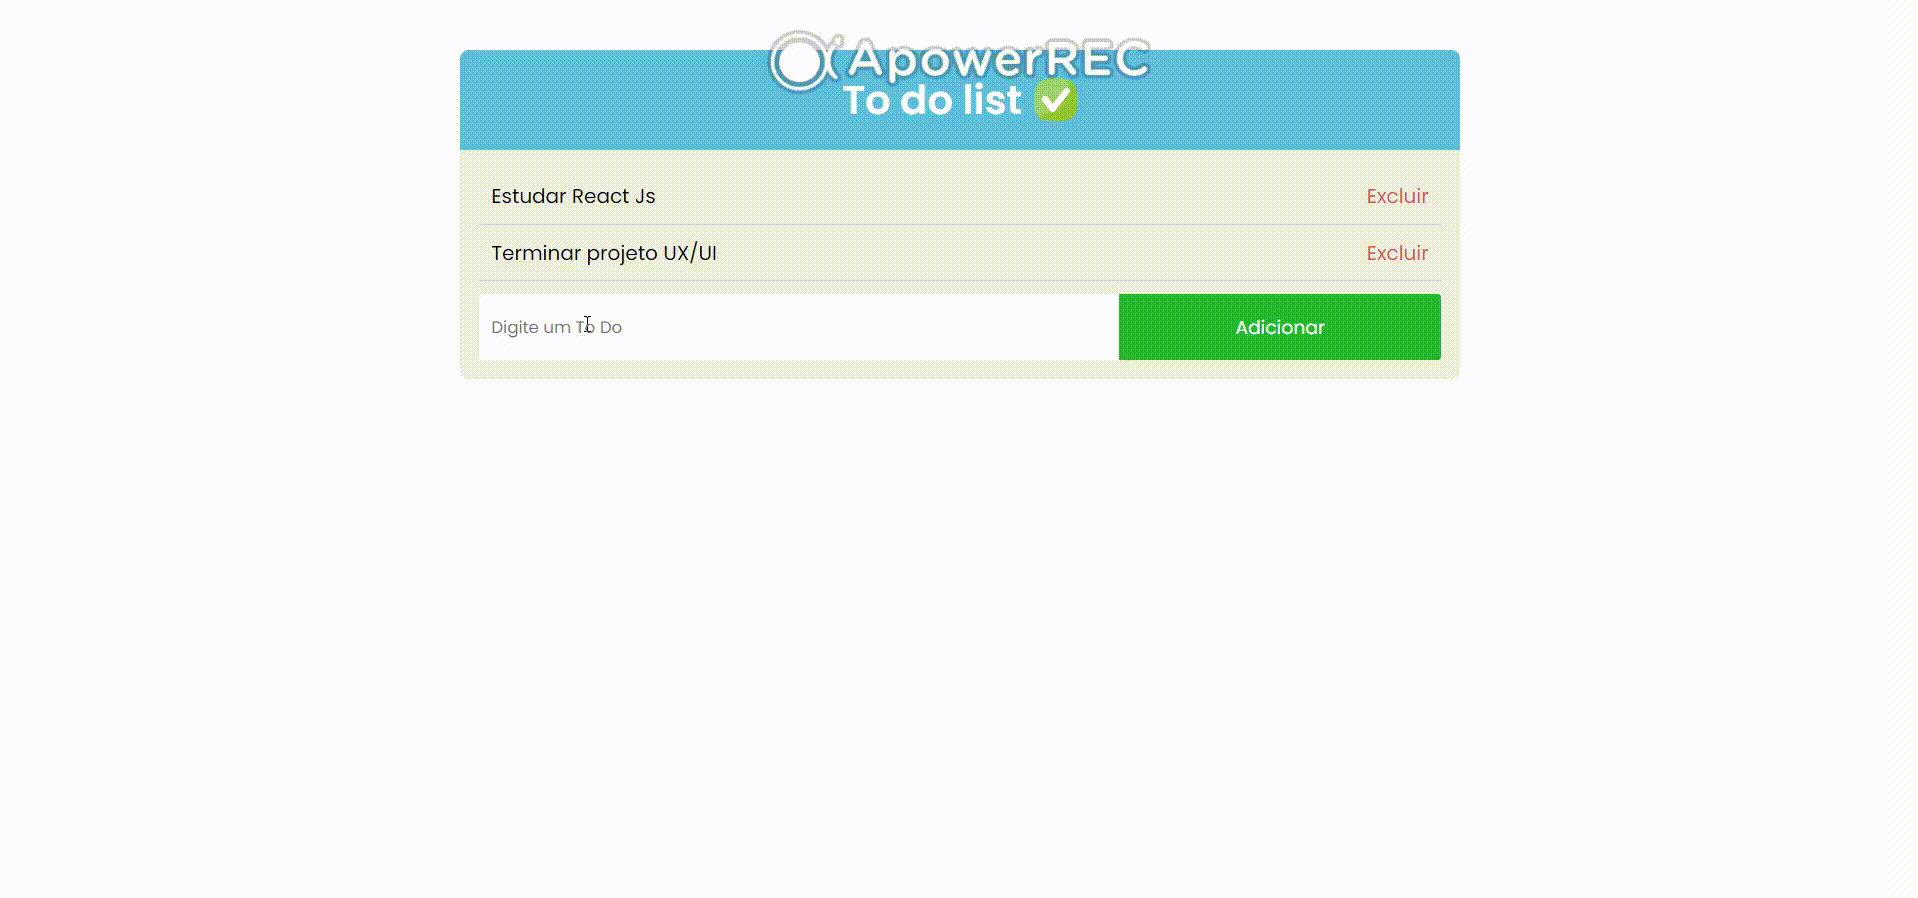 ApowerREC
To do list ✅
Estudar React Js Excluir
Terminar projeto UX/UI Excluir
Digite um To Do Adicionar